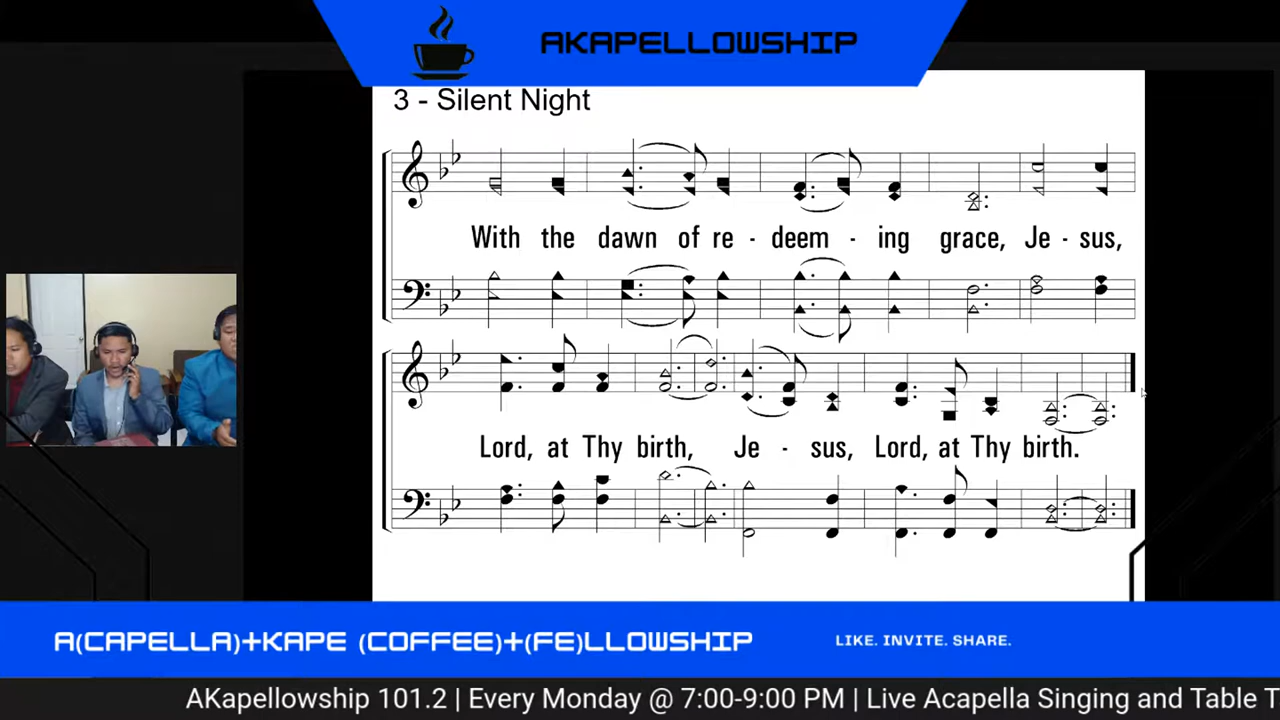 AKAPELLOWSHIP
3 - Silent Night
With the dawn of re - deem - ing grace, Je - sus,
Lord, at Thy birth, Je - sus, Lord, at Thy birth.
A(CAPELLA)+KAPE (COFFEE)+(FE)LLOWSHIP
LIKE. INVITE. SHARE.
AKapellowship 101.2 | Every Monday @ 7:00-9:00 PM | Live Acapella Singing and Table T